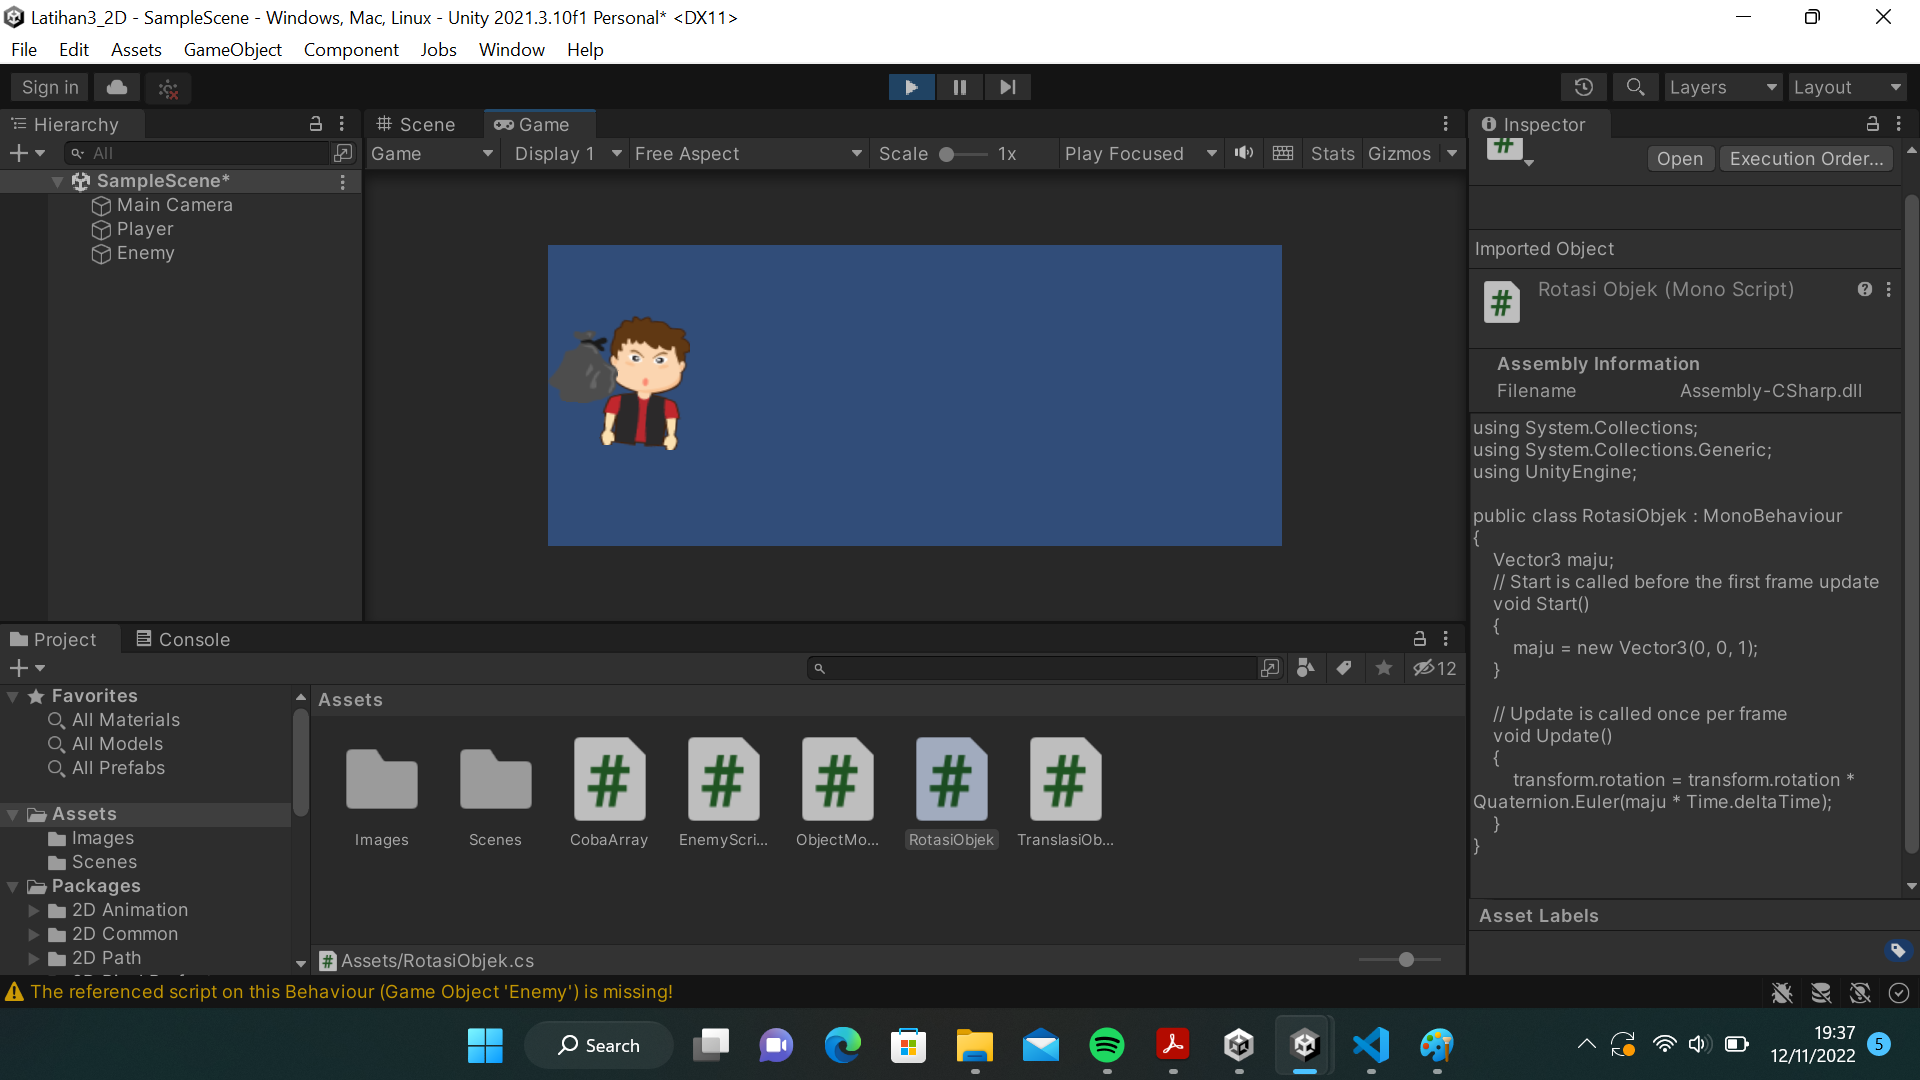 Latihan3_2D - SampleScene - Windows, Mac, Linux - Unity 2021.3.10f1 Personal* <DX11>
File Edit Assets GameObject Component Jobs Window Help
Sign in
Layers
Layout
Hierarchy
All
SampleScene*
Main Camera
Player
Enemy
Scene
Game
Game
Display 1
Free Aspect
Scale
1x
Play Focused
Stats
Gizmos
Inspector
Open
Execution Order...
Imported Object
Rotasi Objek (Mono Script)
Assembly Information
Filename Assembly-CSharp.dll
using System.Collections;
using System.Collections.Generic;
using UnityEngine;
public class RotasiObjek : MonoBehaviour
{
Vector3 maju;
// Start is called before the first frame update
void Start()
{
maju = new Vector3(0, 0, 1);
}
// Update is called once per frame
void Update()
{
transform.rotation = transform.rotation *
Quaternion.Euler(maju * Time.deltaTime);
}
}
Asset Labels
Project
Console
12
Favorites
All Materials
All Models
All Prefabs
Assets
Images
Scenes
Packages
2D Animation
2D Common
2D Path
Assets
Images
Scenes
CobaArray
EnemyScri...
ObjectMo...
RotasiObjek
TranslasiOb...
Assets/RotasiObjek.cs
The referenced script on this Behaviour (Game Object 'Enemy') is missing!
Search
19:37
12/11/2022
5